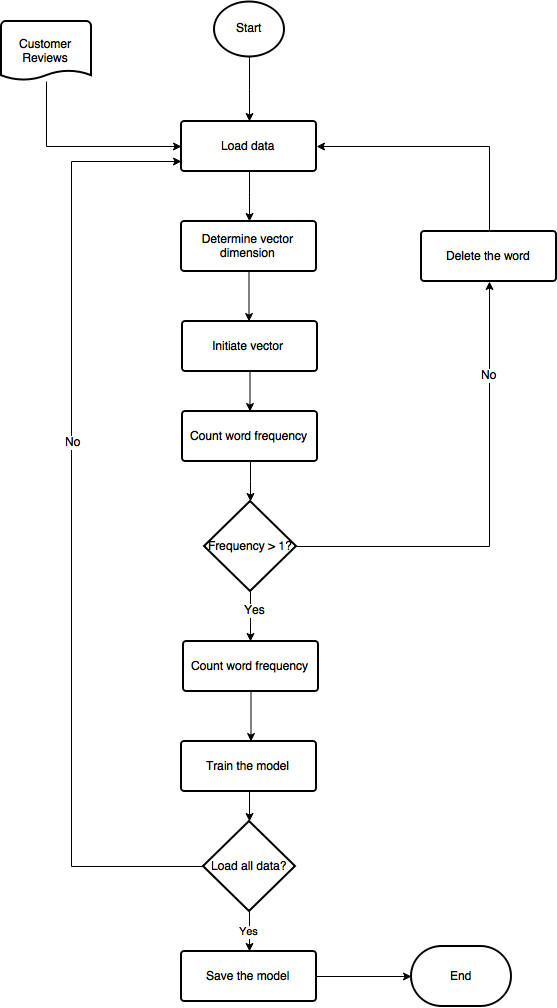 Start
Customer
Reviews
Load data
Determine vector
dimension
Delete the word
Initiate vector
No
Count word frequency
No
Frequency > 1?
Yes
Count word frequency
Train the model
Load all data?
Yes
Save the model
End